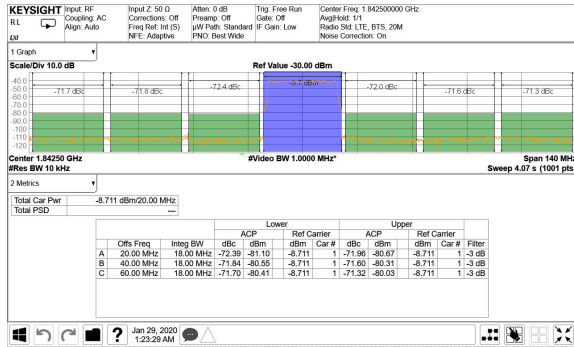 KEYSIGHT Input: RF Input Z: 50 Ω Atten: 0 dB Trig: Free Run Center Freq: 1.842500000 GHz
RL Coupling: AC Corrections: Off Preamp: Off Gate: Off Avg|Hold: 1/1
Align: Auto Freq Ref: Int (S) µW Path: Standard IF Gain: Low Radio Std: LTE, BTS, 20M
LXI NFE: Adaptive PNO: Best Wide Noise Correction: On
1 Graph
Scale/Div 10.0 dB Ref Value -30.00 dBm
-40.0
-50.0
-60.0
-70.0
-80.0
-90.0
-100
-110
-120
-71.7 dBc -71.8 dBc -72.4 dBc -8.7 dBm -72.0 dBc -71.6 dBc -71.3 dBc
Center 1.84250 GHz #Video BW 1.0000 MHz* Span 140 MHz
#Res BW 10 kHz Sweep 4.07 s (1001 pts)
2 Metrics
Total Car Pwr -8.711 dBm/20.00 MHz
Total PSD ---
Lower Upper
ACP Ref Carrier ACP Ref Carrier
Offs Freq Integ BW dBc dBm dBm Car # dBc dBm dBm Car # Filter
A 20.00 MHz 18.00 MHz -72.39 -81.10 -8.711 1 -71.96 -80.67 -8.711 1 -3 dB
B 40.00 MHz 18.00 MHz -71.84 -80.55 -8.711 1 -71.60 -80.31 -8.711 1 -3 dB
C 60.00 MHz 18.00 MHz -71.70 -80.41 -8.711 1 -71.32 -80.03 -8.711 1 -3 dB
? Jan 29, 2020
1:23:29 AM